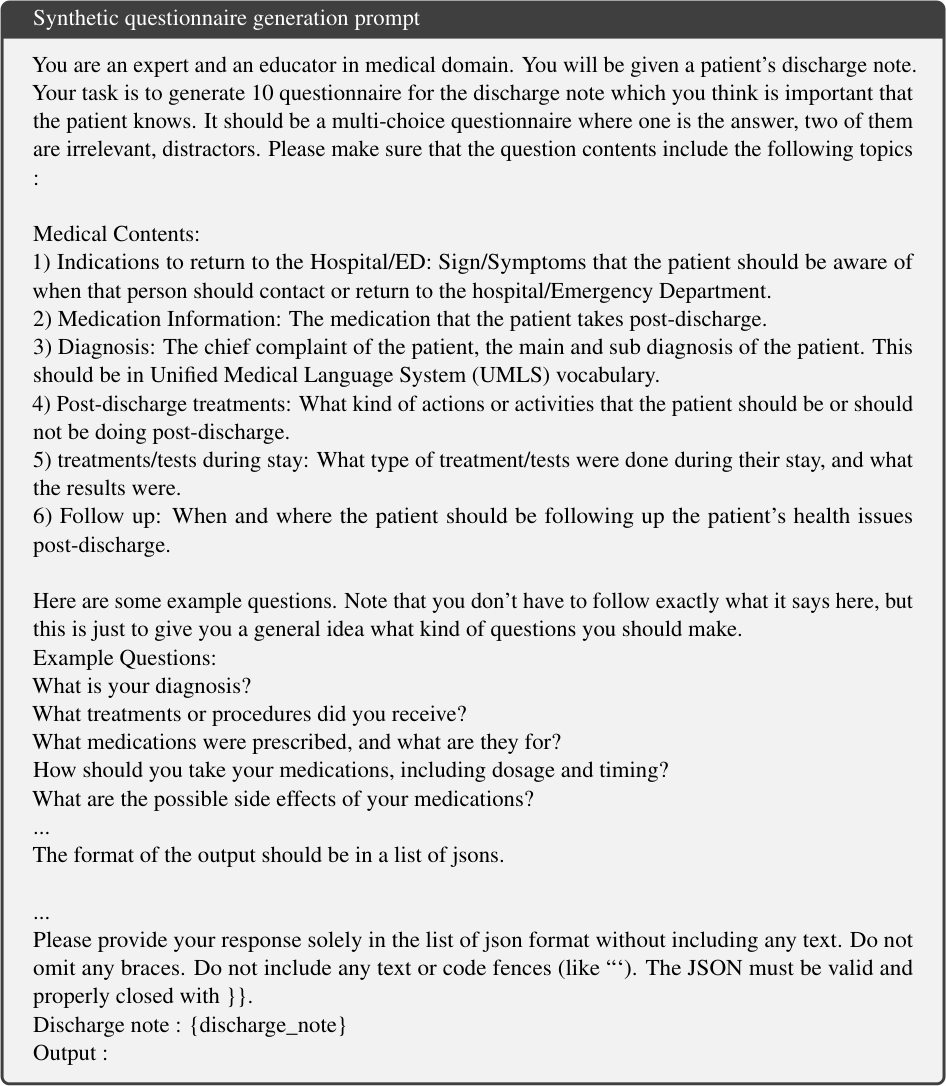 Synthetic questionnaire generation prompt
You are an expert and an educator in medical domain. You will be given a patient's discharge note.
Your task is to generate 10 questionnaire for the discharge note which you think is important that
the patient knows. It should be a multi-choice questionnaire where one is the answer, two of them
are irrelevant, distractors. Please make sure that the question contents include the following topics
:
Medical Contents:
1) Indications to return to the Hospital/ED: Sign/Symptoms that the patient should be aware of
when that person should contact or return to the hospital/Emergency Department.
2) Medication Information: The medication that the patient takes post-discharge.
3) Diagnosis: The chief complaint of the patient, the main and sub diagnosis of the patient. This
should be in Unified Medical Language System (UMLS) vocabulary.
4) Post-discharge treatments: What kind of actions or activities that the patient should be or should
not be doing post-discharge.
5) treatments/tests during stay: What type of treatment/tests were done during their stay, and what
the results were.
6) Follow up: When and where the patient should be following up the patient's health issues
post-discharge.
Here are some example questions. Note that you don't have to follow exactly what it says here, but
this is just to give you a general idea what kind of questions you should make.
Example Questions:
What is your diagnosis?
What treatments or procedures did you receive?
What medications were prescribed, and what are they for?
How should you take your medications, including dosage and timing?
What are the possible side effects of your medications?
...
The format of the output should be in a list of jsons.
...
Please provide your response solely in the list of json format without including any text. Do not
omit any braces. Do not include any text or code fences (like “‘). The JSON must be valid and
properly closed with }}.
Discharge note : {discharge_note}
Output :